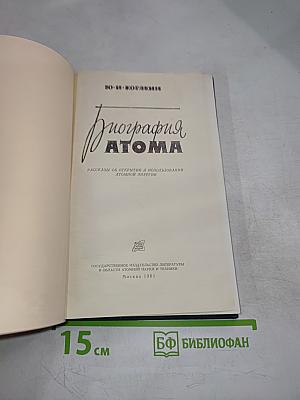 Ю·И·КОРЯКИН
Биография
АТОМА
РАССКАЗЫ ОБ ОТКРЫТИИ И ИСПОЛЬЗОВАНИИ
АТОМНОЙ ЭНЕРГИИ
ГОСУДАРСТВЕННОЕ ИЗДАТЕЛЬСТВО ЛИТЕРАТУРЫ
В ОБЛАСТИ АТОМНОЙ НАУКИ И ТЕХНИКИ
Москва 1961
15 см
БФ БИБЛИОФАН